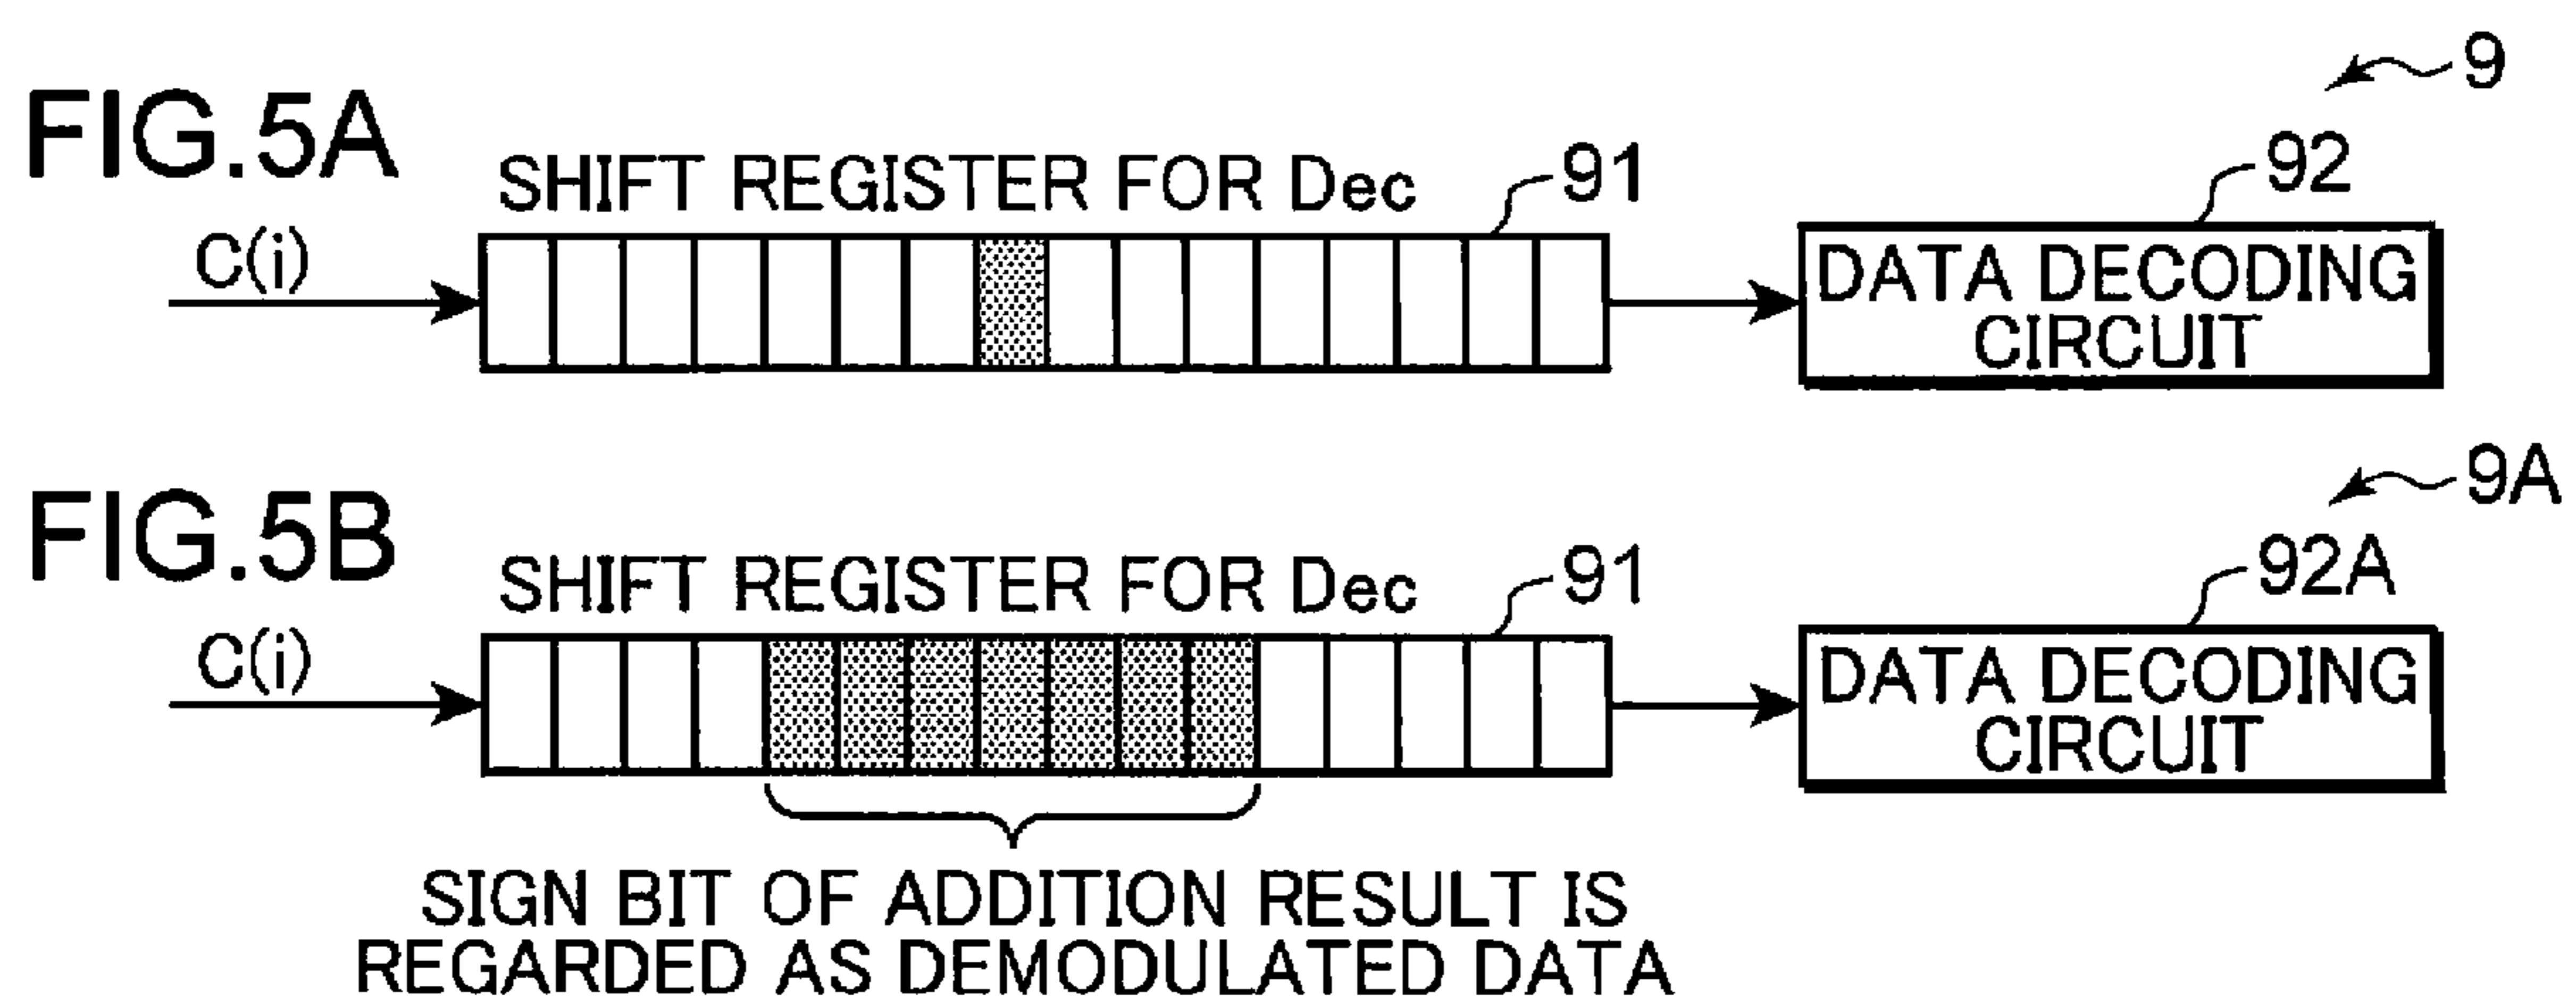 FIG.5A
9
SHIFT REGISTER FOR Dec
91
92
C(i)
DATA DECODING
CIRCUIT
FIG.5B
9A
SHIFT REGISTER FOR Dec
91
92A
C(i)
DATA DECODING
CIRCUIT
SIGN BIT OF ADDITION RESULT IS
REGARDED AS DEMODULATED DATA